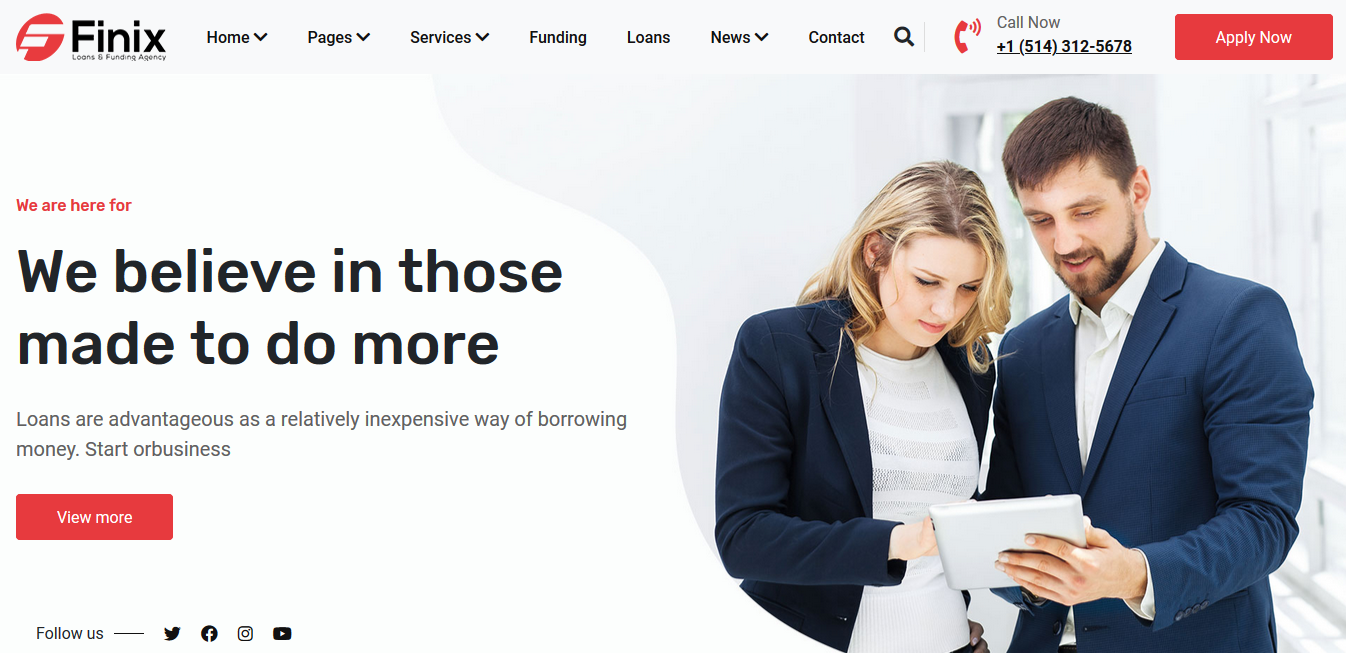 Finix
Loans & Funding Agency
Home
Pages
Services
Funding
Loans
News
Contact
Call Now
+1 (514) 312-5678
Apply Now
We are here for
We believe in those
made to do more
Loans are advantageous as a relatively inexpensive way of borrowing
money. Start orbusiness
View more
Follow us